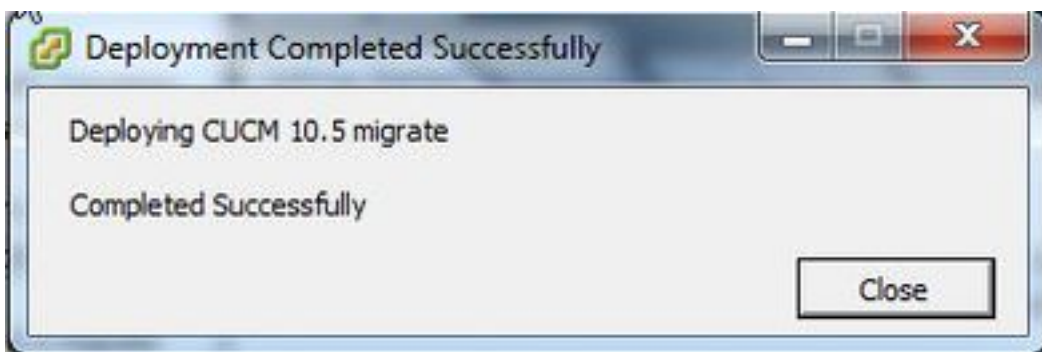 Deployment Completed Successfully
Deploying CUCM 10.5 migrate
Completed Successfully
Close